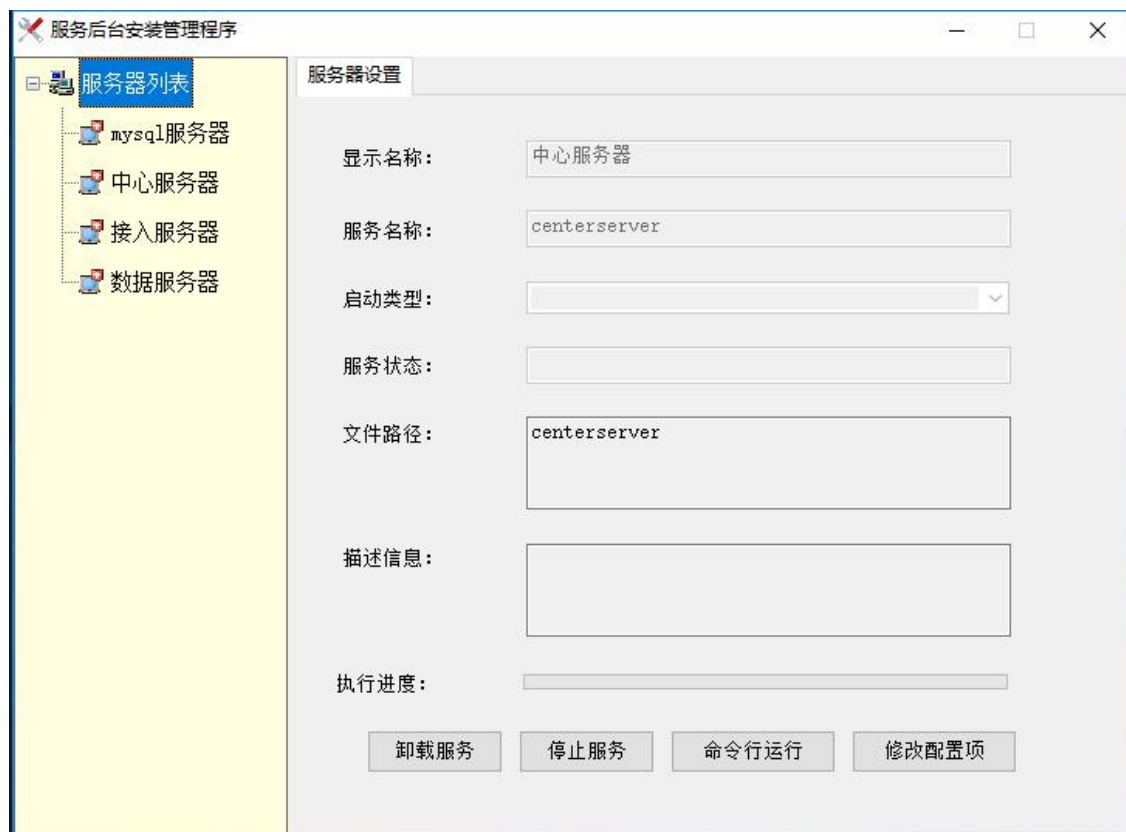 服务后台安装管理程序
服务器列表
mysql服务器
中心服务器
接入服务器
数据服务器
服务器设置
显示名称：
中心服务器
服务名称：
centerserver
启动类型：
服务状态：
文件路径：
centerserver
描述信息：
执行进度：
卸载服务 停止服务 命令行运行 修改配置项